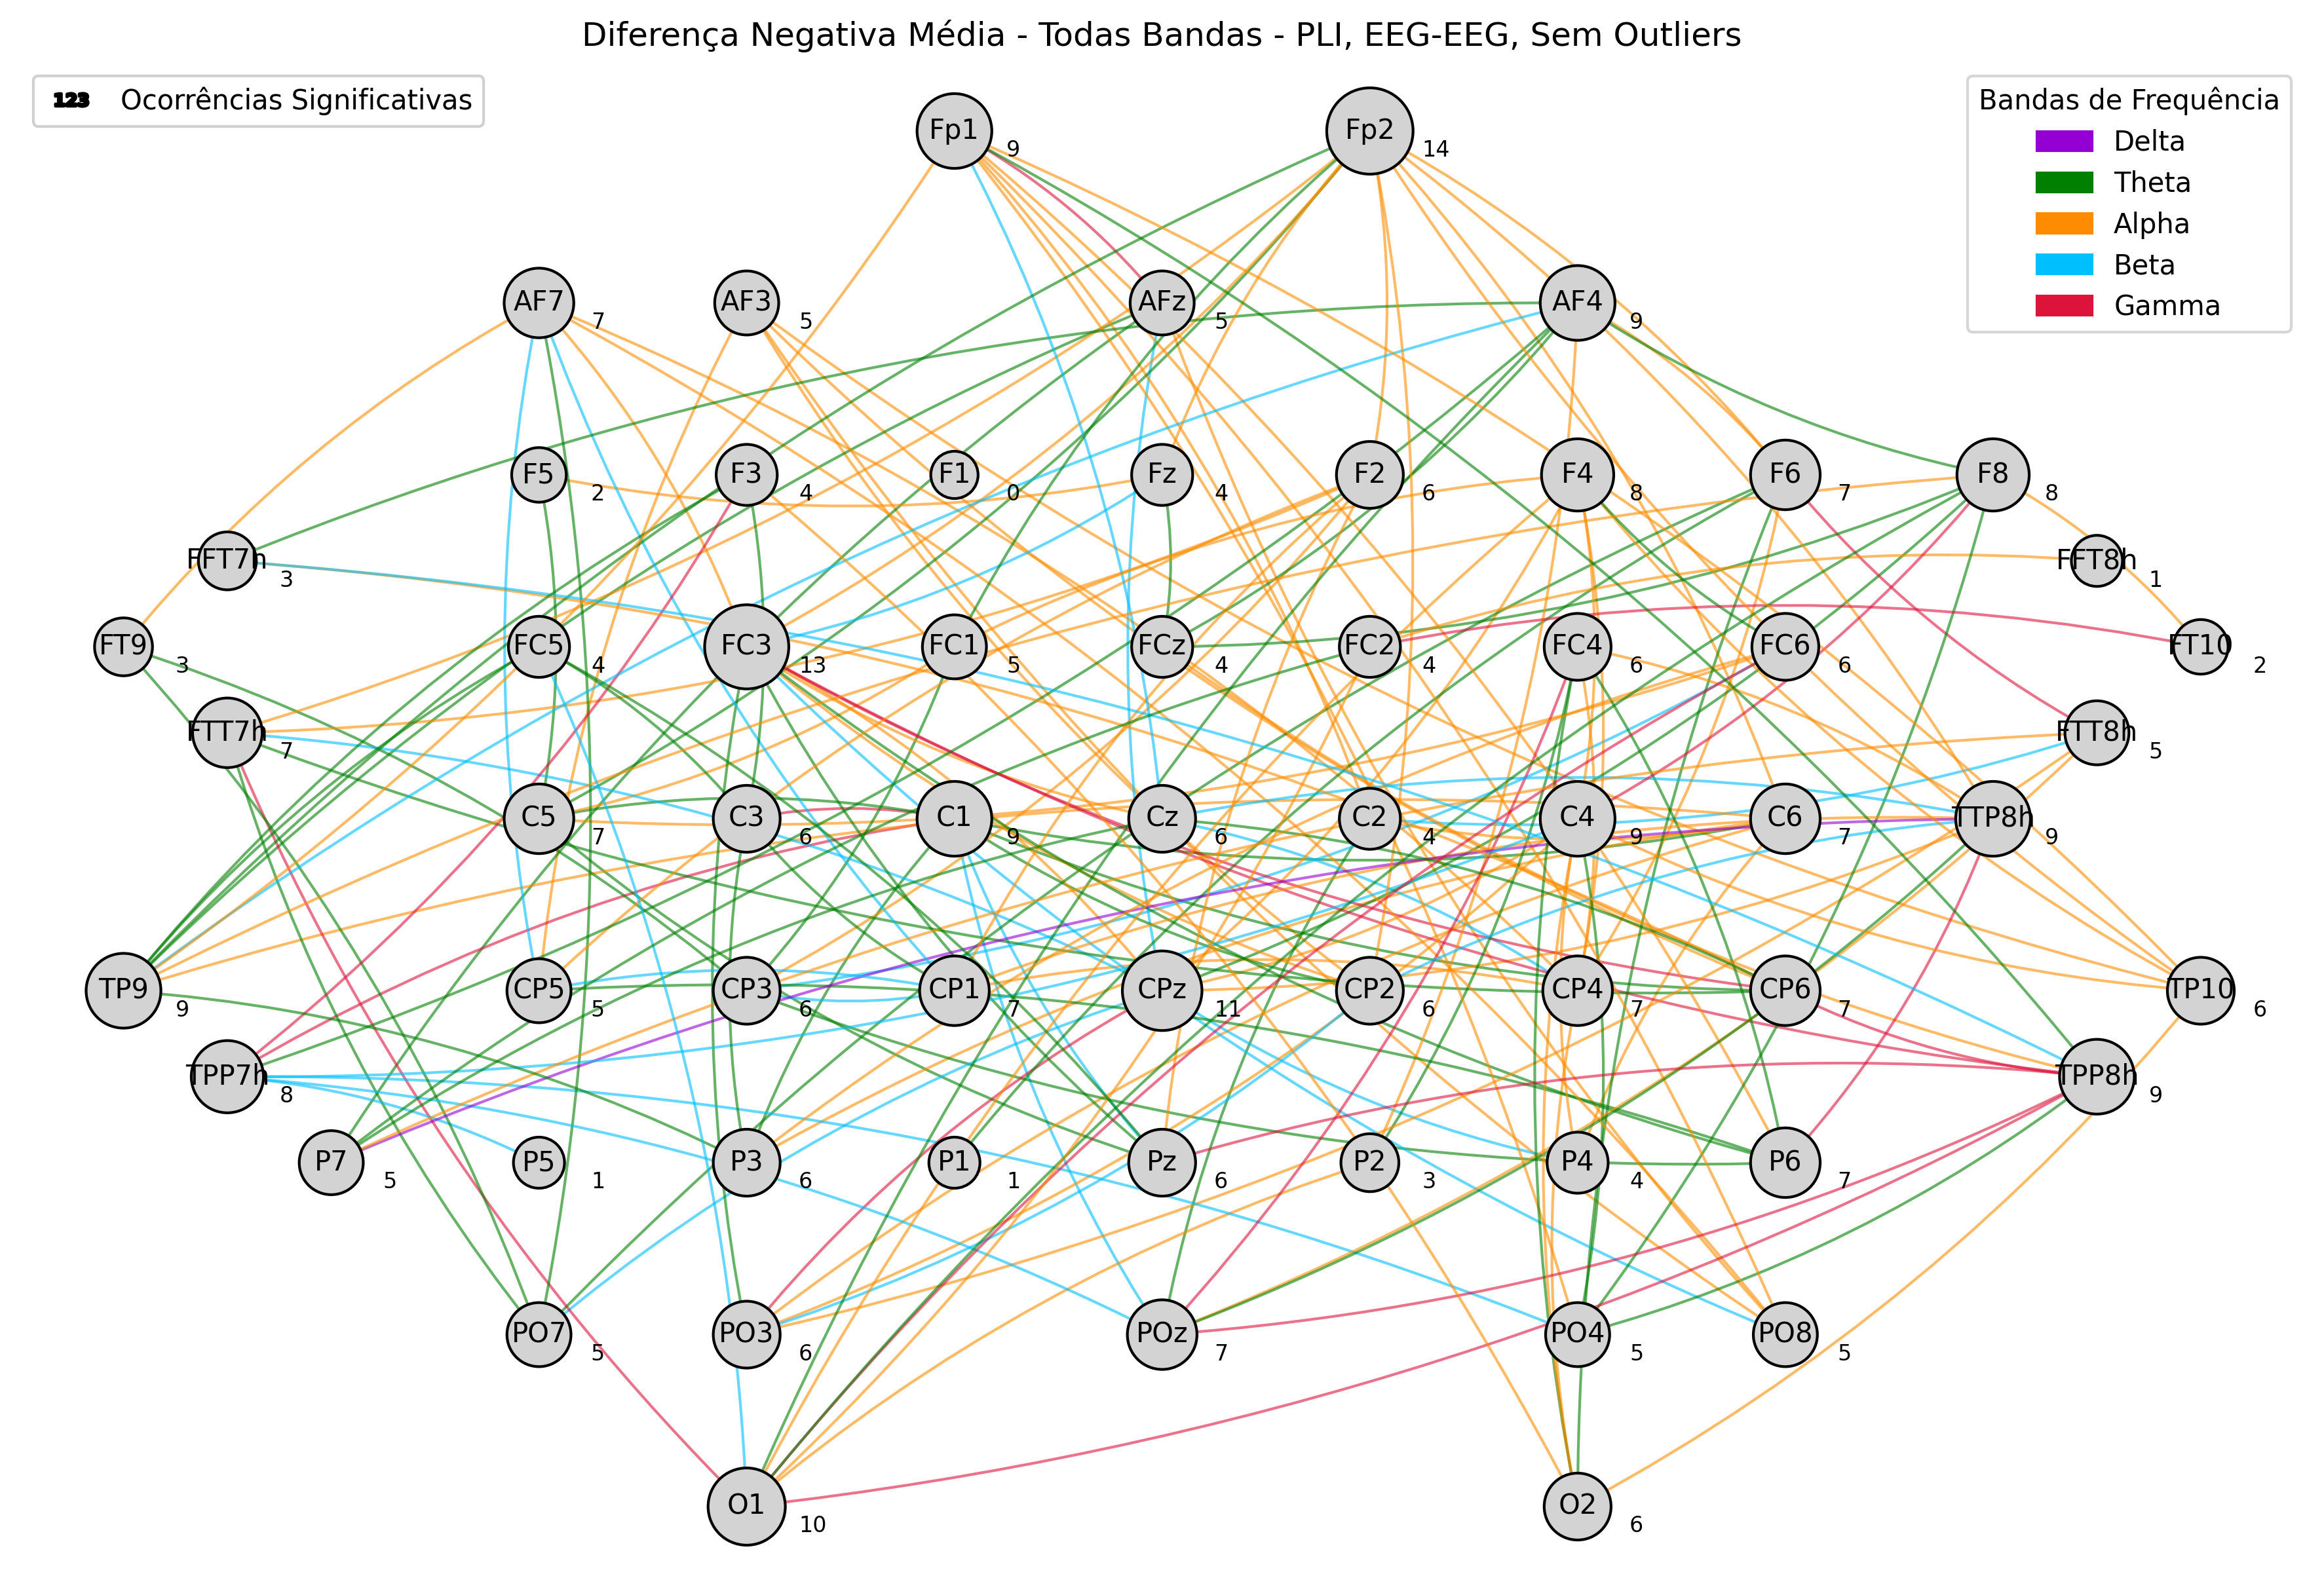 Diferença Negativa Média - Todas Bandas - PLI, EEG-EEG, Sem Outliers
123 Ocorrências Significativas
Bandas de Frequência
Delta
Theta
Alpha
Beta
Gamma
Fp1 9 Fp2 14
AF7 7 AF3 5 AFz 5 AF4 9
F5 2 F3 4 F1 0 Fz 4 F2 6 F4 8 F6 7 F8 8
FFT7h 3 FFT8h 1
FT9 3 FC5 4 FC3 13 FC1 5 FCz 4 FC2 4 FC4 6 FC6 6 FT10 2
FTT7h 7 FTT8h 5
C5 7 C3 6 C1 9 Cz 6 C2 4 C4 9 C6 7 TTP8h 9
TP9 9 CP5 5 CP3 6 CP1 7 CPz 11 CP2 6 CP4 7 CP6 7 TP10 6
TPP7h 8 TPP8h 9
P7 5 P5 1 P3 6 P1 1 Pz 6 P2 3 P4 4 P6 7
PO7 5 PO3 6 POz 7 PO4 5 PO8 5
O1 10 O2 6